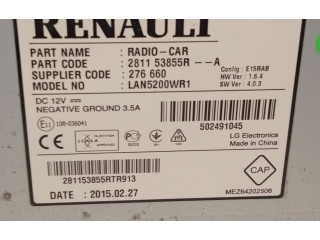 RENAULT
PART NAME : RADIO-CAR
PART CODE : 2811 53855R --A
SUPPLIER CODE : 276 660
MODEL NO : LAN5200WR1
Config : E15RAB
HW Ver : 1.6.4
SW Ver : 4.0.3
DC 12V
NEGATIVE GROUND 3.5A
E11 10R-036041
502491045
LG Electronics
Made in China
281153855RTR913
DATE : 2015.02.27
CAP
MEZ64202506